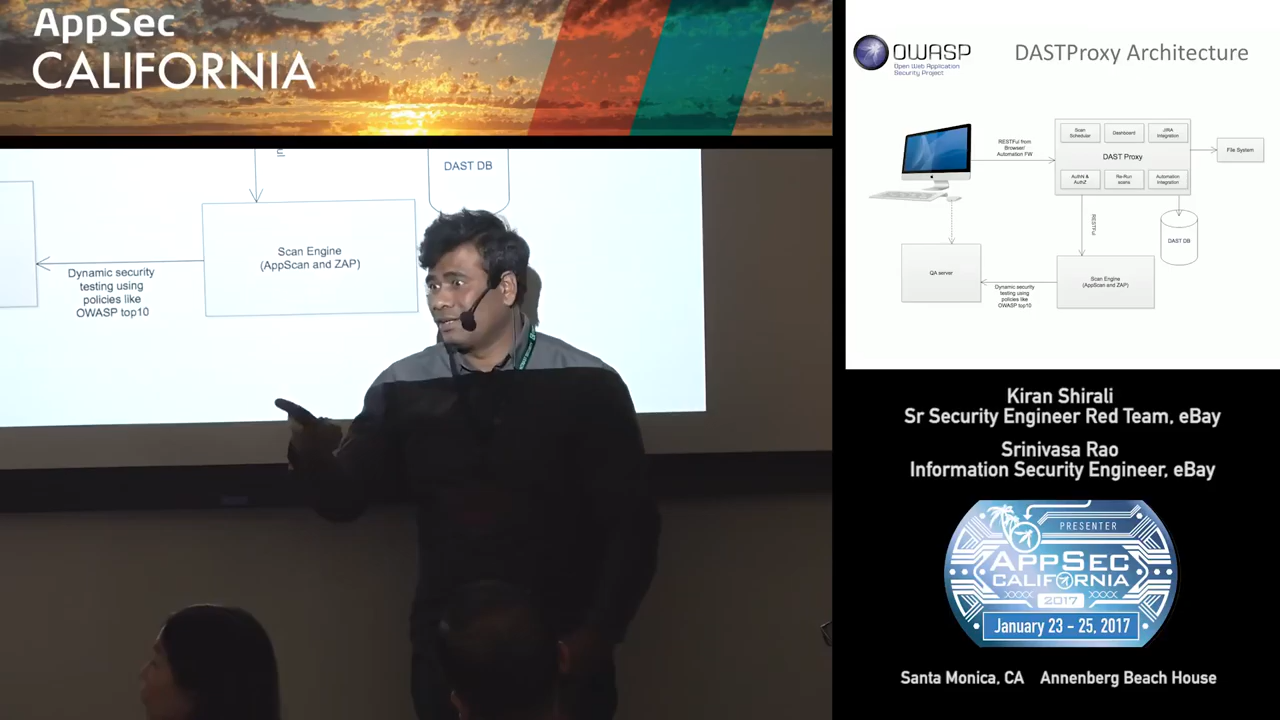 AppSec
CALIFORNIA
DAST DB
Scan Engine
(AppScan and ZAP)
Dynamic security
testing using
policies like
OWASP top10
OWASP
Open Web Application
Security Project
DASTProxy Architecture
RESTFul from
Browser/
Automation FW
Scan
Scheduler
Dashboard
JIRA
Integration
DAST Proxy
AuthN &
AuthZ
Re-Run
scans
Automation
integration
File System
RESTFul
DAST DB
QA server
Dynamic security
testing using
policies like
OWASP top10
Scan Engine
(AppScan and ZAP)
Kiran Shirali
Sr Security Engineer Red Team, eBay
Srinivasa Rao
Information Security Engineer, eBay
PRESENTER
APPSEC
CALIFORNIA
2017
January 23 - 25, 2017
Santa Monica, CA Annenberg Beach House